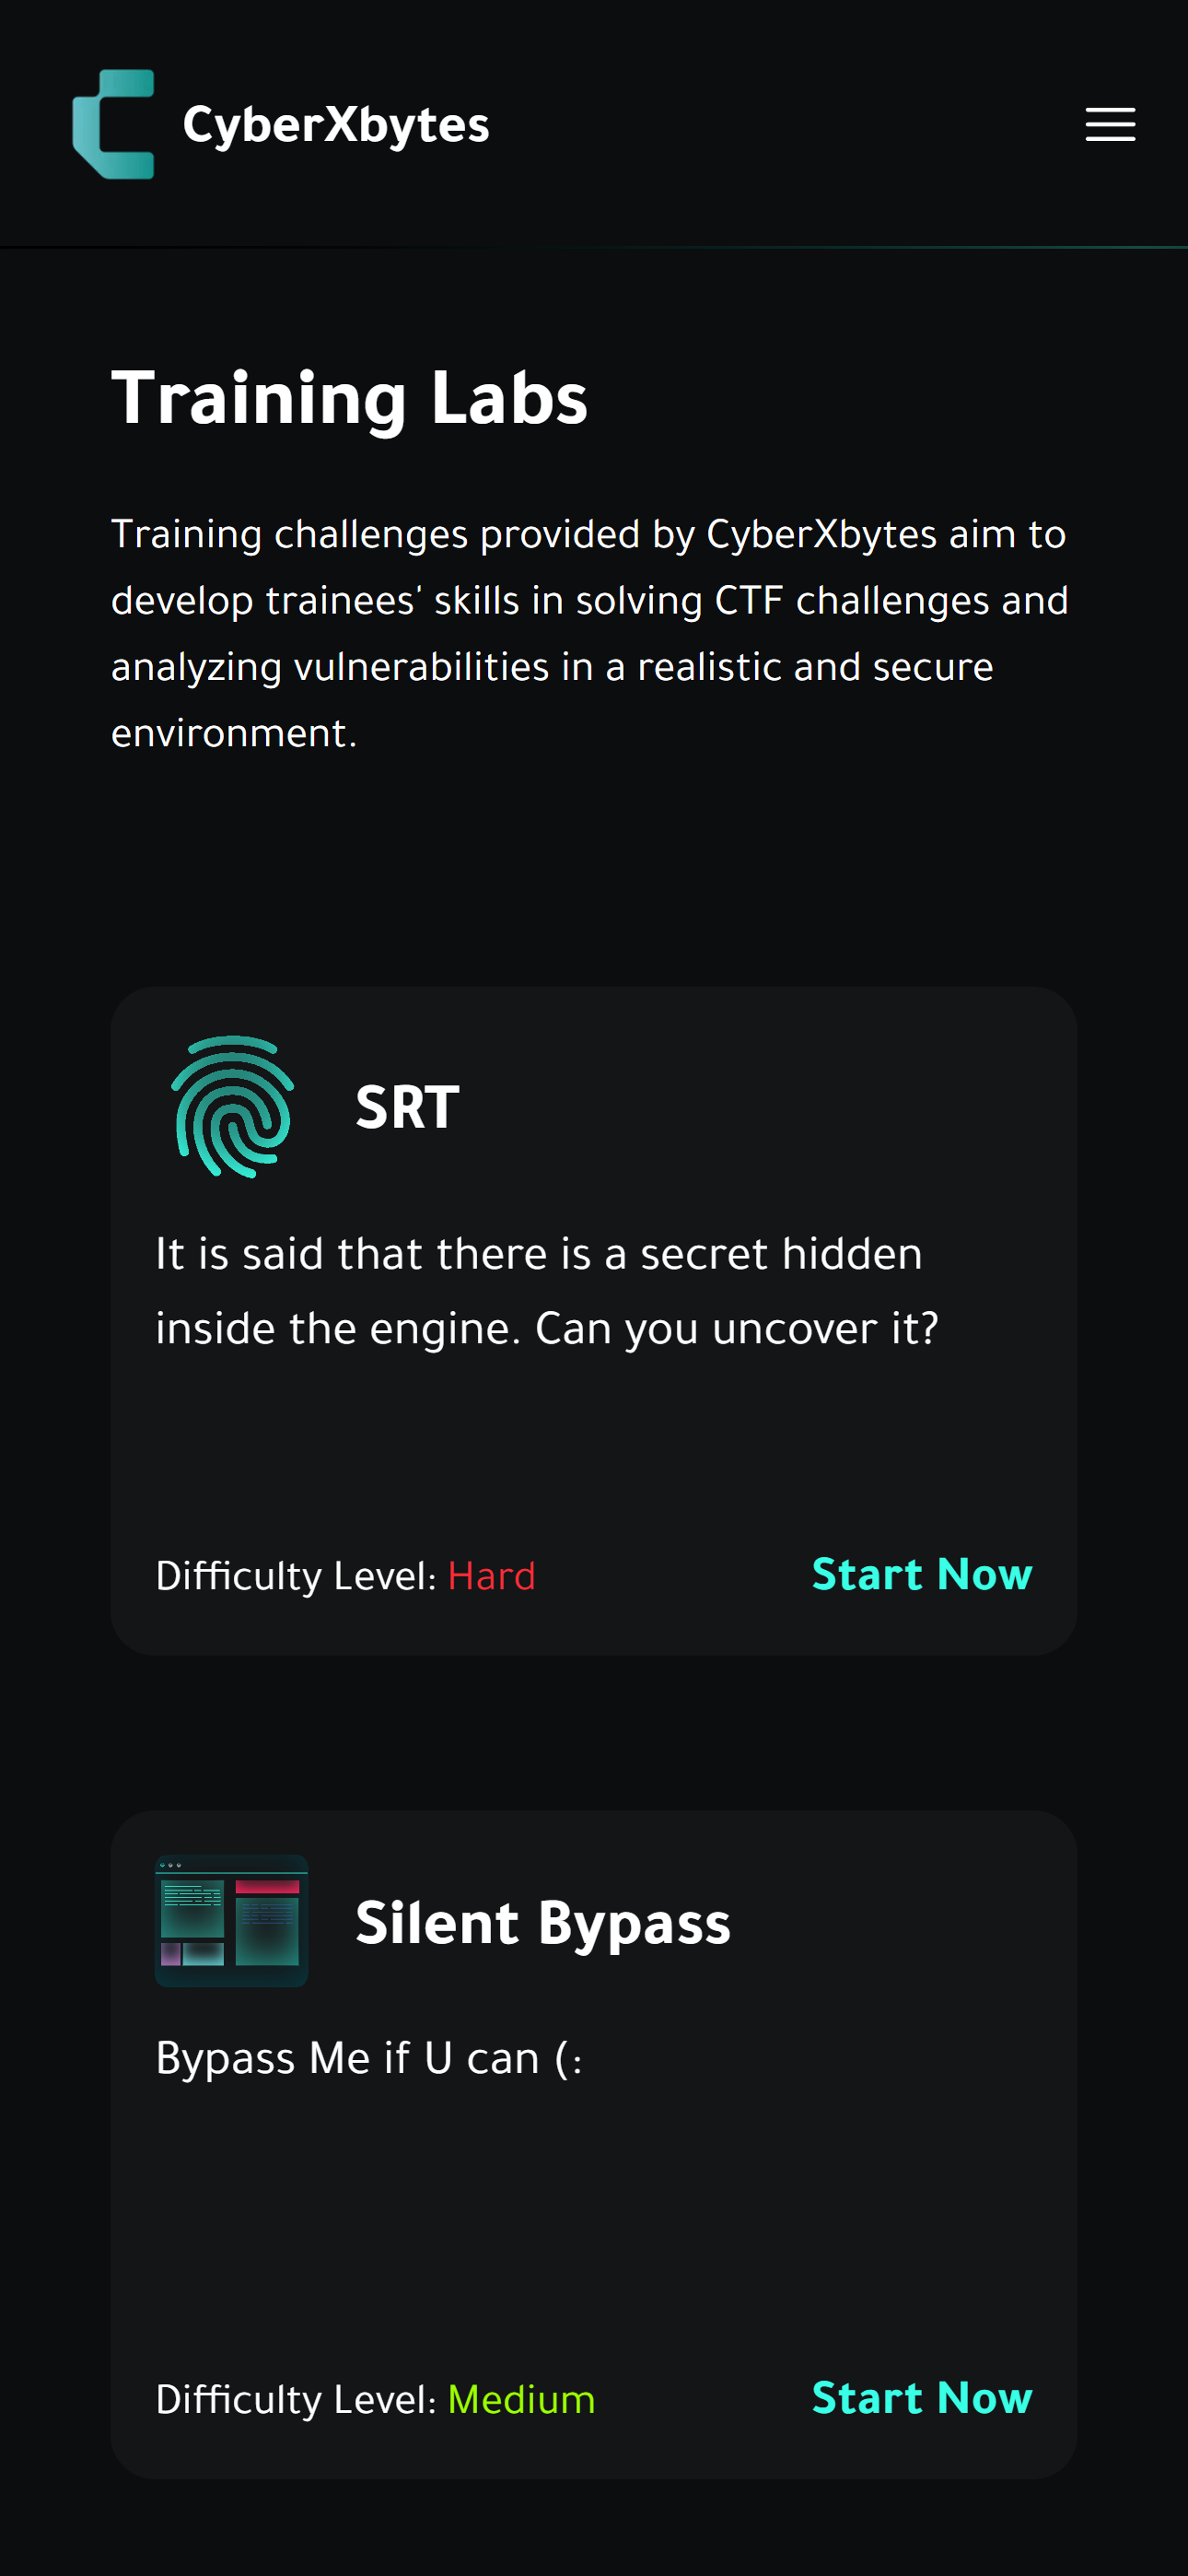 CyberXbytes
Training Labs
Training challenges provided by CyberXbytes aim to
develop trainees' skills in solving CTF challenges and
analyzing vulnerabilities in a realistic and secure
environment.
SRT
It is said that there is a secret hidden
inside the engine. Can you uncover it?
Difficulty Level: Hard
Start Now
Silent Bypass
Bypass Me if U can (:
Difficulty Level: Medium
Start Now